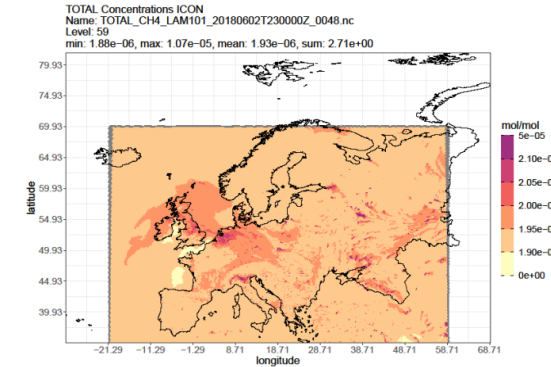 TOTAL Concentrations ICON
Name: TOTAL_CH4_LAM101_20180602T230000Z_0048.nc
Level: 59
min: 1.88e−06, max: 1.07e−05, mean: 1.93e−06, sum: 2.71e+00
79.93
74.93
69.93
64.93
59.93
54.93
49.93
44.93
39.93
latitude
−21.29 −11.29 −1.29 8.71 18.71 28.71 38.71 48.71 58.71 68.71
longitude
mol/mol
5e−05
2.10e−0
2.05e−0
2.00e−0
1.95e−0
1.90e−0
0e+00